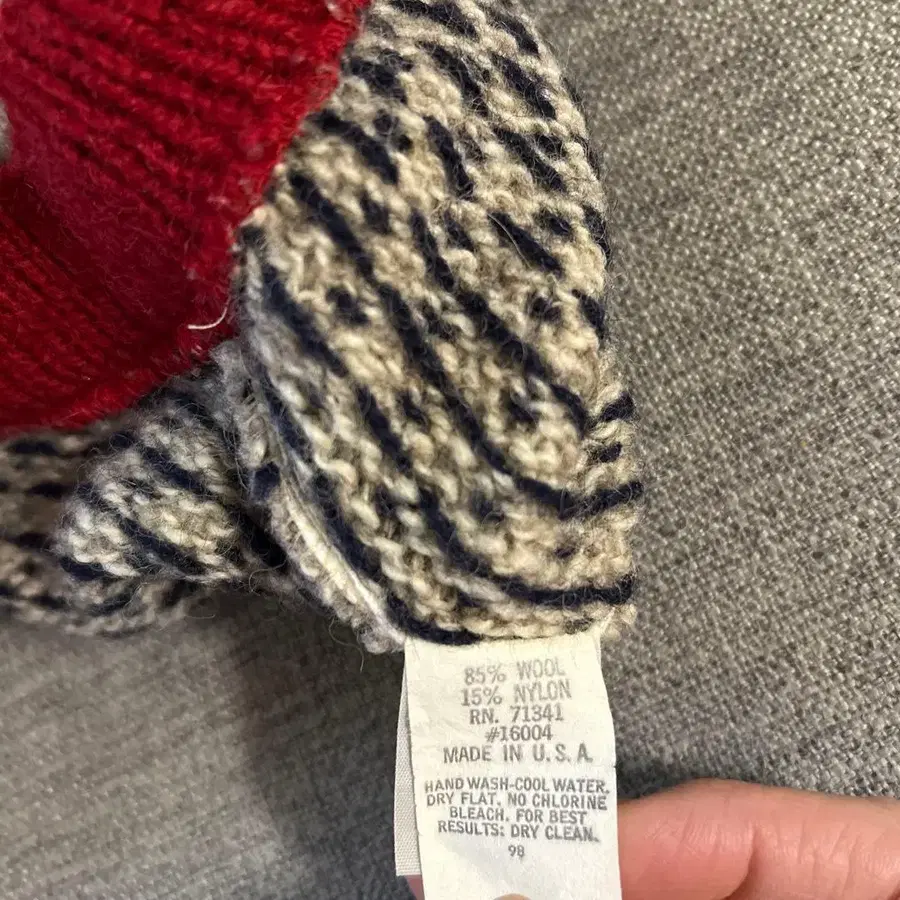 85% WOOL
15% NYLON
RN. 71341
#16004
MADE IN U.S.A.
HAND WASH-COOL WATER.
DRY FLAT. NO CHLORINE
BLEACH. FOR BEST
RESULTS: DRY CLEAN.
98